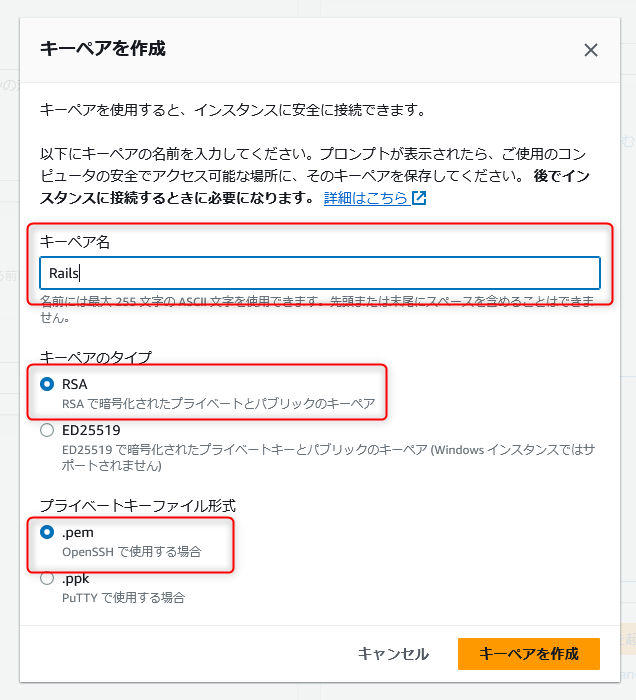 キーペアを作成
キーペアを使用すると、インスタンスに安全に接続できます。
以下にキーペアの名前を入力してください。プロンプトが表示されたら、ご使用のコン
ピュータの安全でアクセス可能な場所に、そのキーペアを保存してください。 後でイン
スタンスに接続するときに必要になります。 詳細はこちら
キーペア名
Rails
名前には最大 255 文字の ASCII 文字を使用できます。先頭または末尾にスペースを含めることはできま
せん。
キーペアのタイプ
RSA
RSA で暗号化されたプライベートとパブリックのキーペア
ED25519
ED25519 で暗号化されたプライベートキーとパブリックのキーペア (Windows インスタンスではサ
ポートされません)
プライベートキーファイル形式
.pem
OpenSSH で使用する場合
.ppk
PuTTY で使用する場合
キャンセル
キーペアを作成